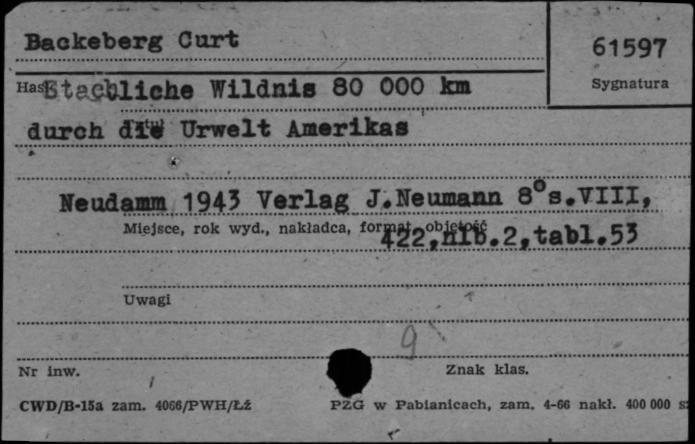 Backeberg Curt
61597
Sygnatura
Stachliche Wildnis 80 000 km
durch die Urwelt Amerikas
Neudamm 1943 Verlag J.Neumann 8° s.VIII,
Miejsce, rok wyd., nakładca, format, objętość
422,nlb.2,tabl.53
Uwagi
9
Nr inw.
Znak klas.
CWD/B-15a zam. 4066/PWH/Łż
PZG w Pabianicach, zam. 4-66 nakł. 400 000 s